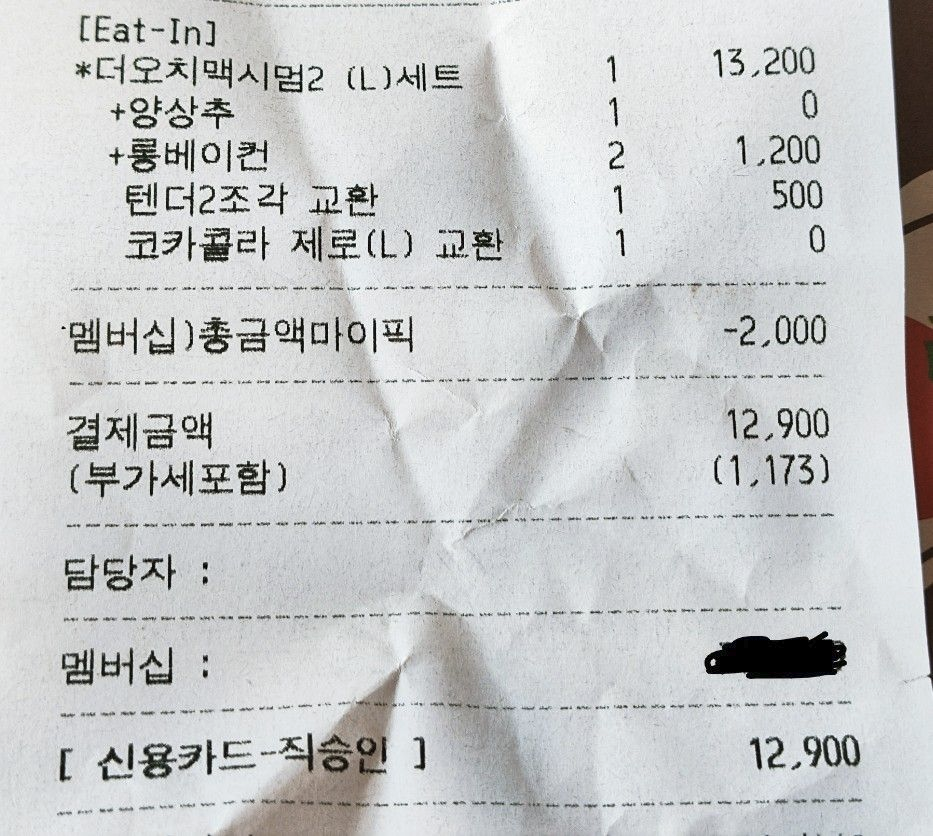 [Eat-In]
*더오치맥시멈2 (L)세트 1 13,200
+양상추 1 0
+롱베이컨 2 1,200
텐더2조각 교환 1 500
코카콜라 제로(L) 교환 1 0
멤버십)총금액마이픽 -2,000
결제금액 12,900
(부가세포함) (1,173)
담당자 :
멤버십 :
[ 신용카드-직승인 ] 12,900